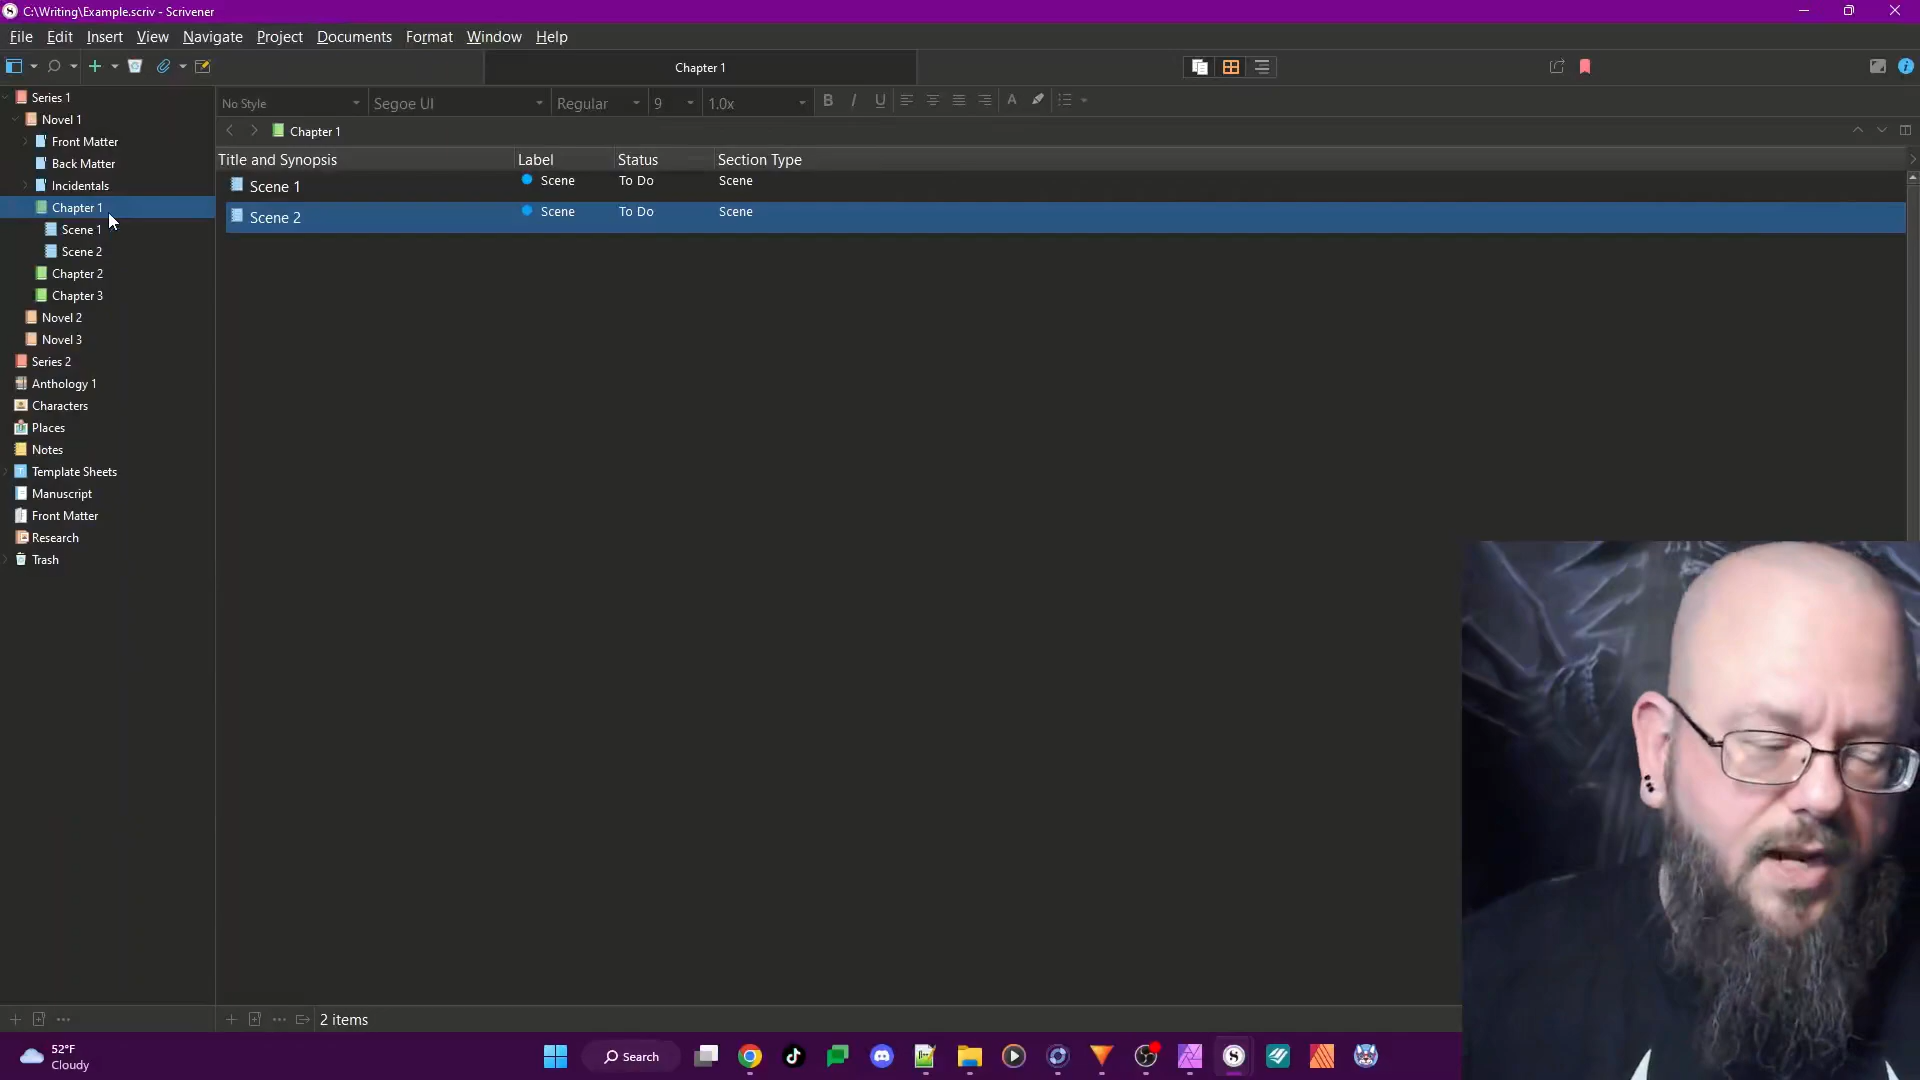 C:\Writing\Example.scriv - Scrivener
File Edit Insert View Navigate Project Documents Format Window Help
Chapter 1
No Style Segoe UI Regular 9 1.0x
Chapter 1
Title and Synopsis Label Status Section Type
Scene 1 Scene To Do Scene
Scene 2 Scene To Do Scene
Series 1
Novel 1
Front Matter
Back Matter
Incidentals
Chapter 1
Scene 1
Scene 2
Chapter 2
Chapter 3
Novel 2
Novel 3
Series 2
Anthology 1
Characters
Places
Notes
Template Sheets
Manuscript
Front Matter
Research
Trash
2 items
52°F
Cloudy
Search